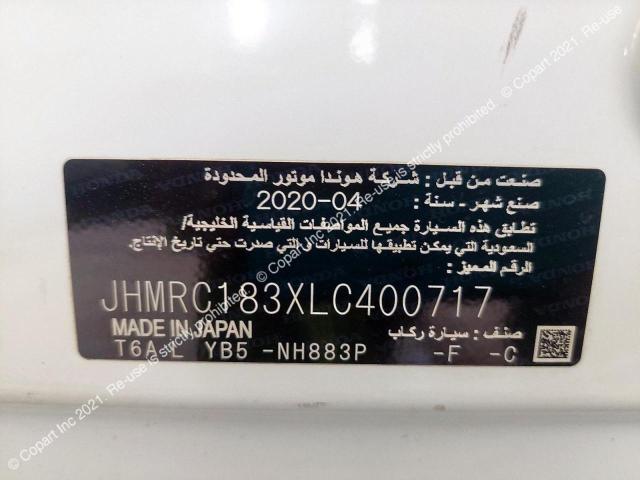 صنعت من قبل : شركة هوندا موتور المحدودة
صنع شهر - سنة : 2020-04
تطابق هذه السيارة جميع المواصفات القياسية الخليجية/
السعودية التي يمكن تطبيقها للسيارات والتي صدرت حتي تاريخ الإنتاج.
الرقم المميز :
JHMRC183XLC400717
MADE IN JAPAN صنف : سيارة ركاب
T6A-L YB5 -NH883P -F -C
© Copart Inc 2021. Re-use is strictly prohibited.